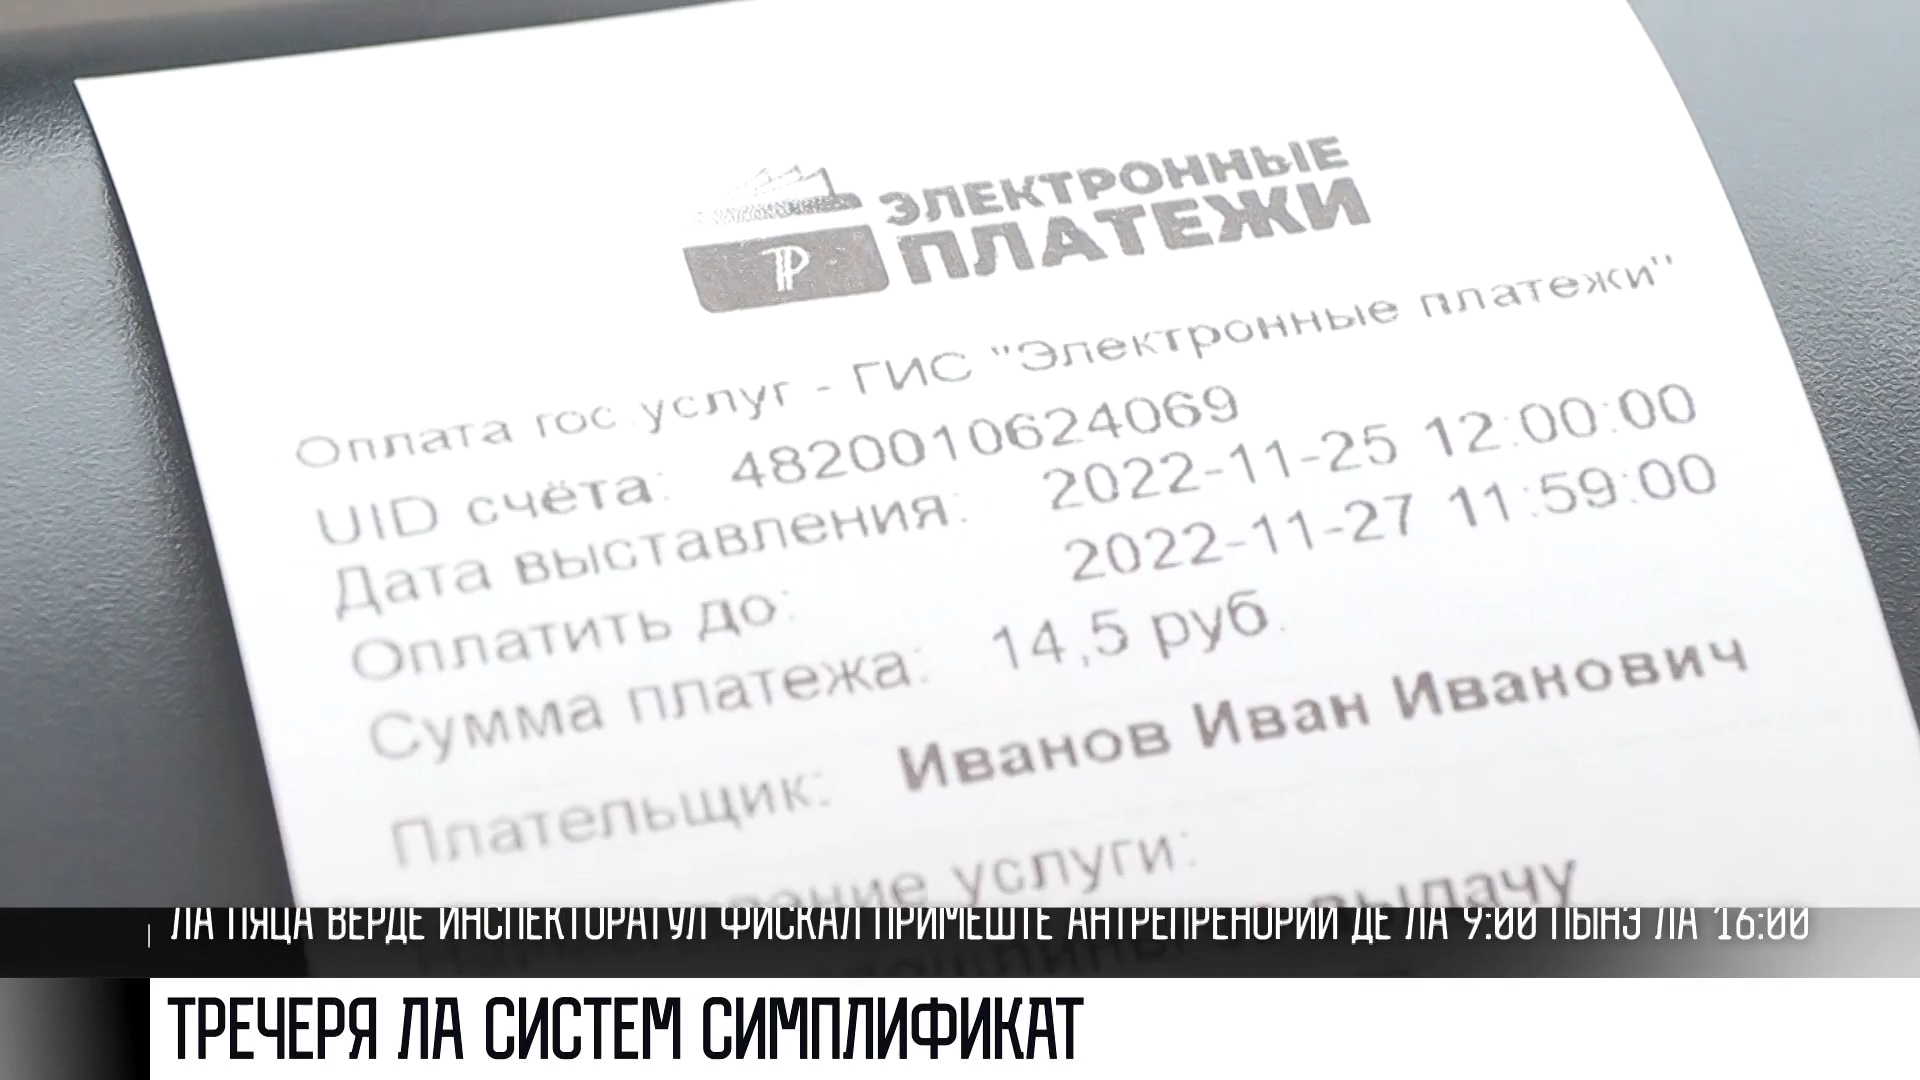 ЭЛЕКТРОННЫЕ
ПЛАТЕЖИ
Оплата гос услуг - ГИС "Электронные платежи"
UID счёта: 4820010624069
Дата выставления: 2022-11-25 12:00:00
Оплатить до: 2022-11-27 11:59:00
Сумма платежа: 14,5 руб.
Плательщик: Иванов Иван Иванович
услуги:
выдачу
ЛА ПЯЦА ВЕРДЕ ИНСПЕКТОРАТУЛ ФИСКАЛ ПРИМЕШТЕ АНТРЕПРЕНОРИЙ ДЕ ЛА 9:00 ПЫНЭ ЛА 16:00
ТРЕЧЕРЯ ЛА СИСТЕМ СИМПЛИФИКАТ